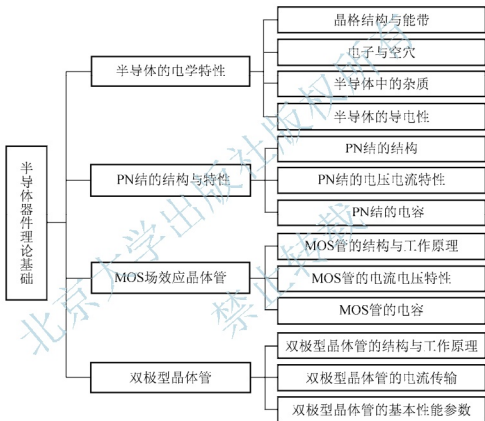 半导体器件理论基础
半导体的电学特性
晶格结构与能带
电子与空穴
半导体中的杂质
半导体的导电性
PN结的结构与特性
PN结的结构
PN结的电压电流特性
PN结的电容
MOS场效应晶体管
MOS管的结构与工作原理
MOS管的电流电压特性
MOS管的电容
双极型晶体管
双极型晶体管的结构与工作原理
双极型晶体管的电流传输
双极型晶体管的基本性能参数
北京大学出版社版权所有
禁止转载